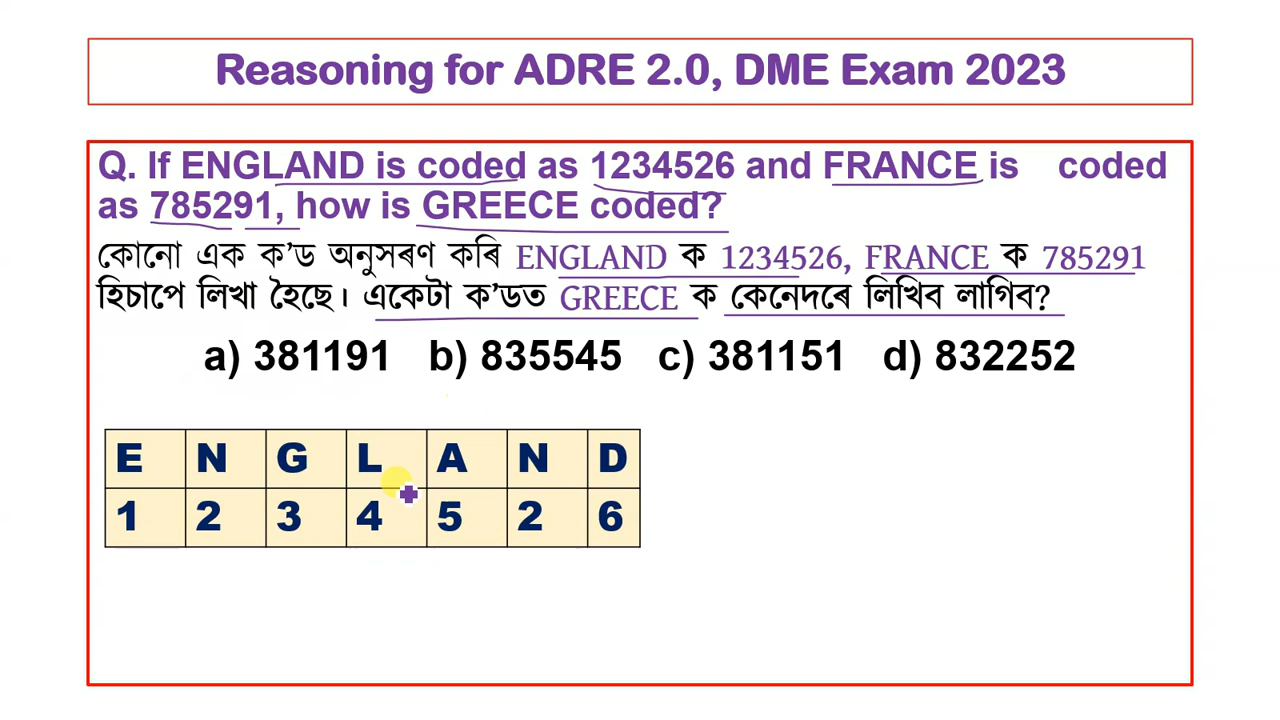 Reasoning for ADRE 2.0, DME Exam 2023
Q. If ENGLAND is coded as 1234526 and FRANCE is coded
as 785291, how is GREECE coded?
কোনো এক ক'ড অনুসৰণ কৰি ENGLAND ক 1234526, FRANCE ক 785291
হিচাপে লিখা হৈছে। একেটা ক'ডত GREECE ক কেনেদৰে লিখিব লাগিব?
a) 381191 b) 835545 c) 381151 d) 832252
E N G L A N D
1 2 3 4 5 2 6